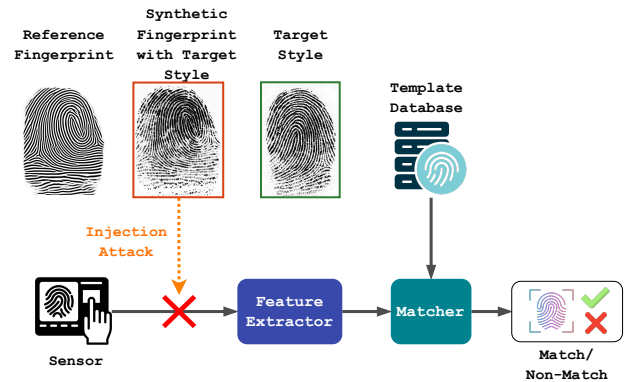 Reference
Fingerprint
Synthetic
Fingerprint
with Target
Style
Target
Style
Template
Database
Injection
Attack
Sensor
Feature
Extractor
Matcher
Match/
Non-Match